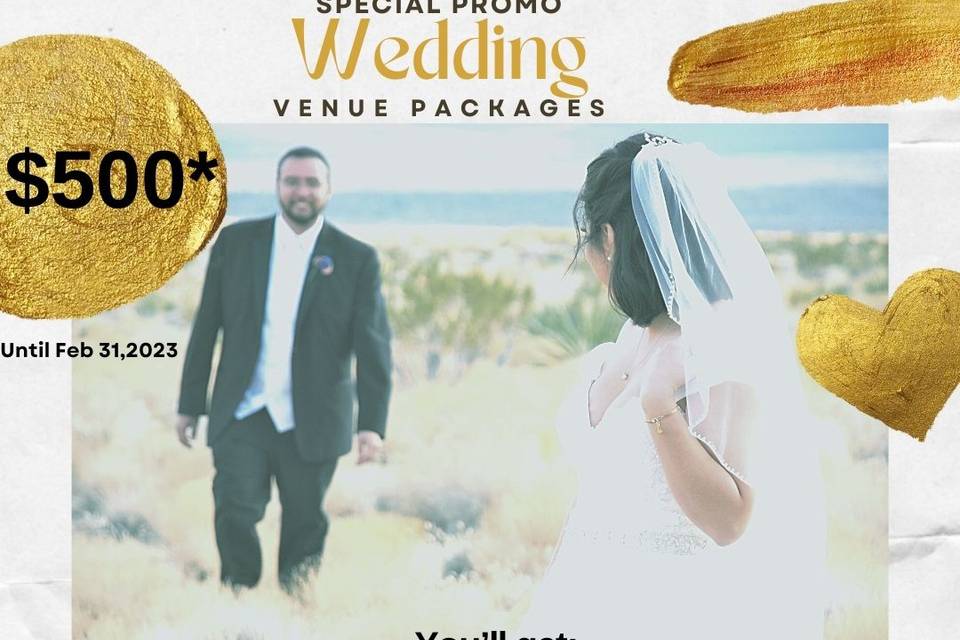 SPECIAL PROMO
Wedding
VENUE PACKAGES
$500*
Until Feb 31,2023
You'll get: